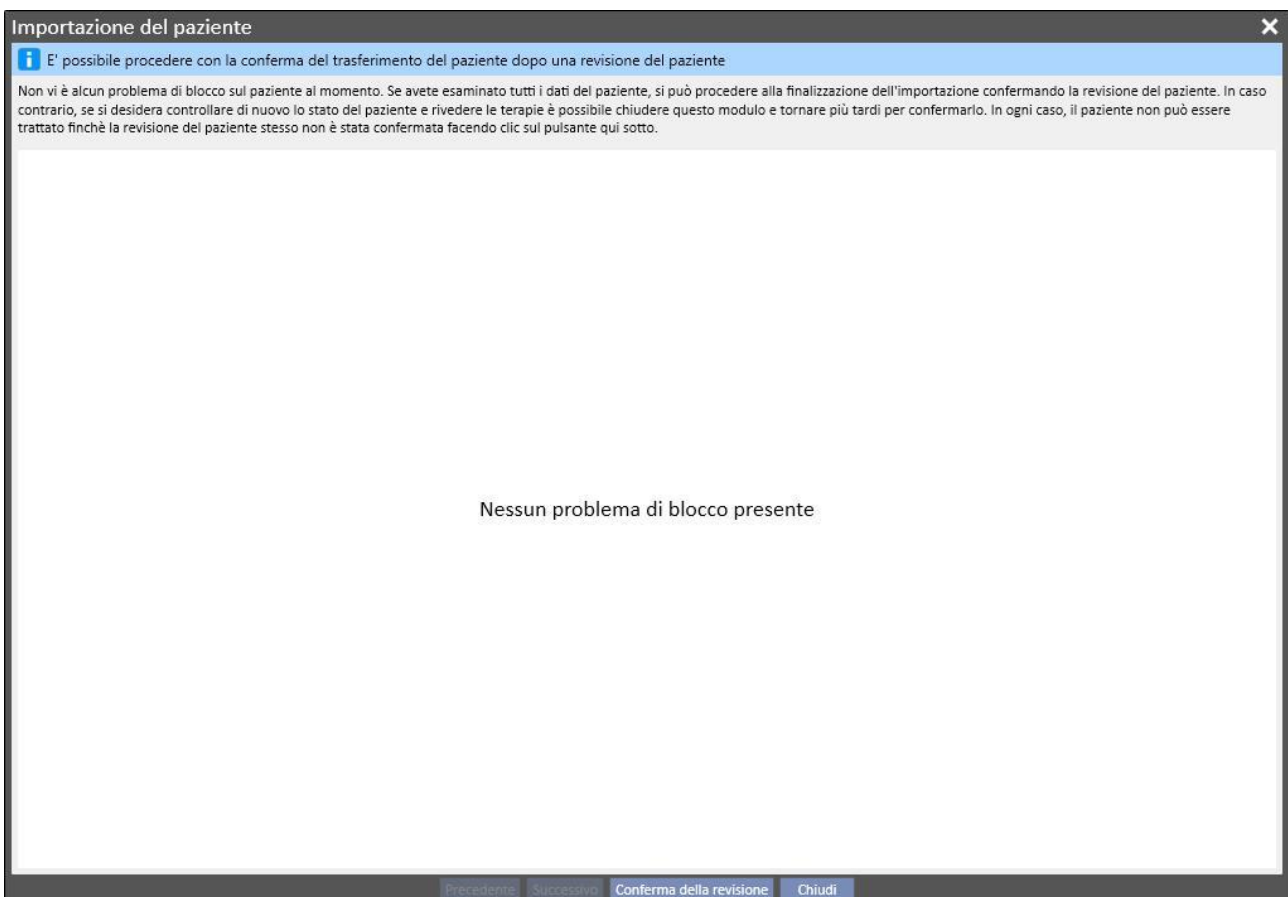 Importazione del paziente
E' possibile procedere con la conferma del trasferimento del paziente dopo una revisione del paziente
Non vi è alcun problema di blocco sul paziente al momento. Se avete esaminato tutti i dati del paziente, si può procedere alla finalizzazione dell'importazione confermando la revisione del paziente. In caso
contrario, se si desidera controllare di nuovo lo stato del paziente e rivedere le terapie è possibile chiudere questo modulo e tornare più tardi per confermarlo. In ogni caso, il paziente non può essere
trattato finchè la revisione del paziente stesso non è stata confermata facendo clic sul pulsante qui sotto.
Nessun problema di blocco presente
Precedente Successivo Conferma della revisione Chiudi